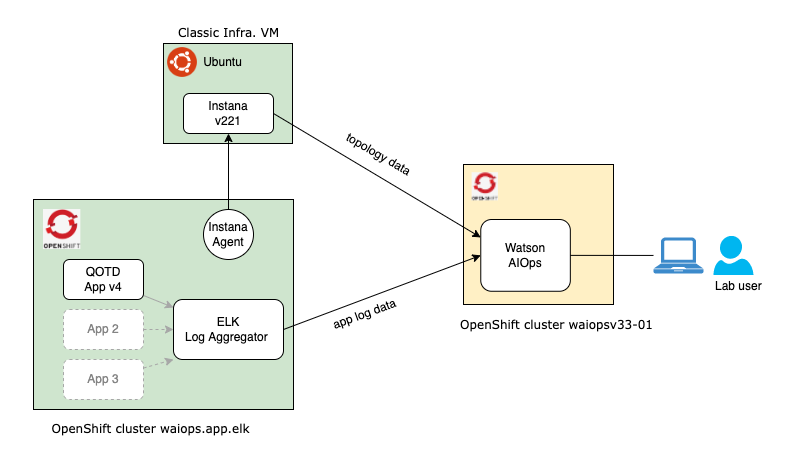 Classic Infra. VM
Ubuntu
Instana
v221
topology data
Instana
Agent
OPENSHIFT
QOTD
App v4
App 2
App 3
ELK
Log Aggregator
app log data
OpenShift cluster waiops.app.elk
OPENSHIFT
Watson
AIOps
OpenShift cluster waiopsv33-01
Lab user